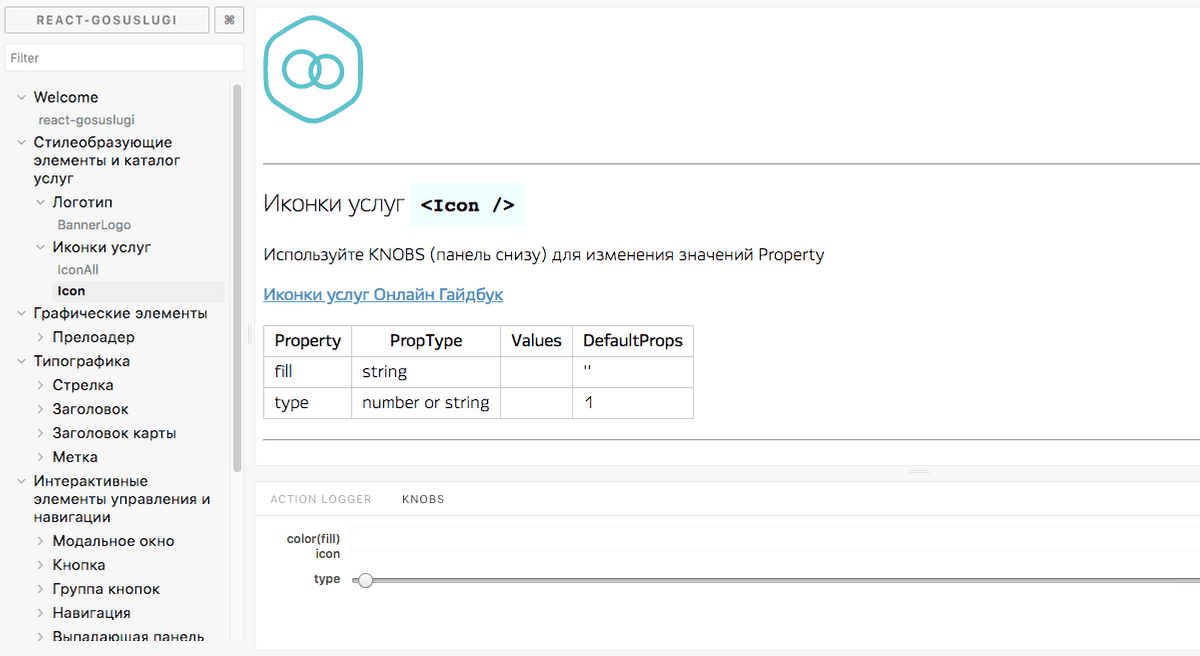 REACT-GOSUSLUGI
⌘
Filter
Welcome
react-gosuslugi
Стилеобразующие
элементы и каталог
услуг
Логотип
BannerLogo
Иконки услуг
IconAll
Icon
Графические элементы
Прелоадер
Типографика
Стрелка
Заголовок
Заголовок карты
Метка
Интерактивные
элементы управления и
навигации
Модальное окно
Кнопка
Группа кнопок
Навигация
Выпадающая панель
Иконки услуг <Icon />
Используйте KNOBS (панель снизу) для изменения значений Property
Иконки услуг Онлайн Гайдбук
Property PropType Values DefaultProps
fill string ''
type number or string 1
ACTION LOGGER KNOBS
color(fill)
icon
type